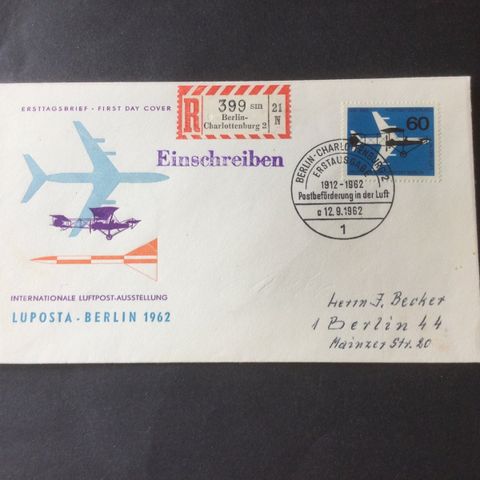 ERSTTAGSBRIEF · FIRST DAY COVER
R
399 sm
Berlin-
Charlottenburg 2
21
N
Einschreiben
60
BERLIN-CHARLOTTENBURG 2
ERSTAUSGABE
1912-1962
Postbeförderung in der Luft
a 12.9.1962
1
INTERNATIONALE LUFTPOST-AUSSTELLUNG
LUPOSTA - BERLIN 1962
Herrn J. Becker
1 Berlin 44
Mainzer Str. 20